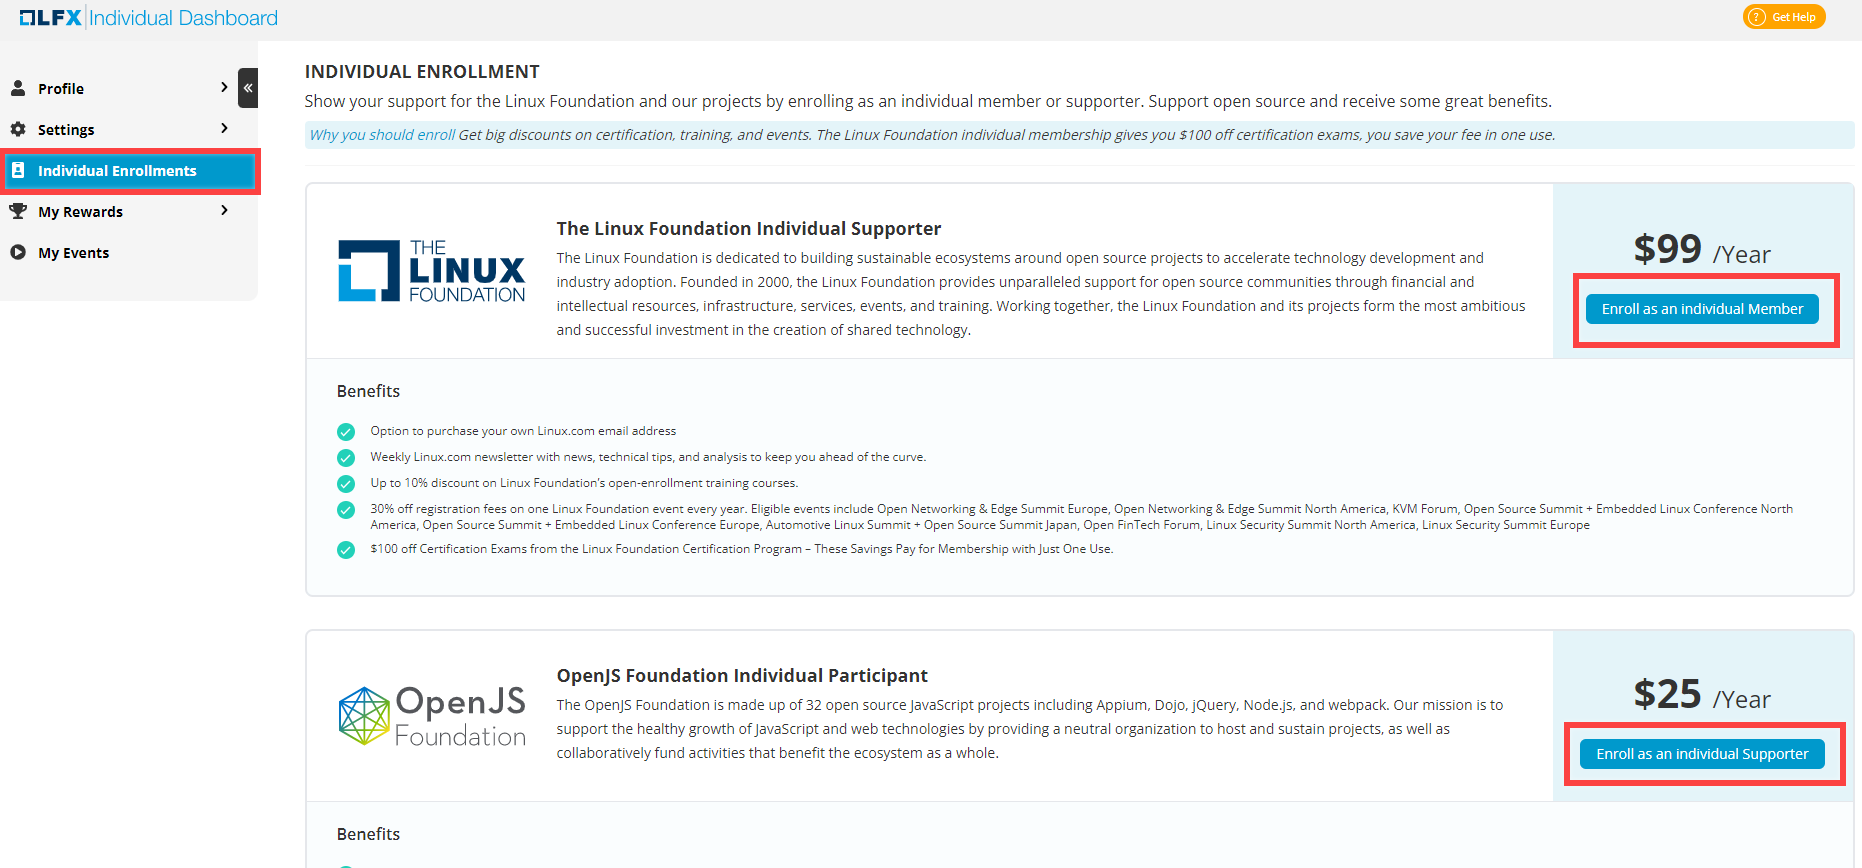 LFX Individual Dashboard
Get Help
Profile
Settings
Individual Enrollments
My Rewards
My Events
INDIVIDUAL ENROLLMENT
Show your support for the Linux Foundation and our projects by enrolling as an individual member or supporter. Support open source and receive some great benefits.
Why you should enroll Get big discounts on certification, training, and events. The Linux Foundation individual membership gives you $100 off certification exams, you save your fee in one use.
THE
LINUX
FOUNDATION
The Linux Foundation Individual Supporter
The Linux Foundation is dedicated to building sustainable ecosystems around open source projects to accelerate technology development and
industry adoption. Founded in 2000, the Linux Foundation provides unparalleled support for open source communities through financial and
intellectual resources, infrastructure, services, events, and training. Working together, the Linux Foundation and its projects form the most ambitious
and successful investment in the creation of shared technology.
$99 /Year
Enroll as an individual Member
Benefits
Option to purchase your own Linux.com email address
Weekly Linux.com newsletter with news, technical tips, and analysis to keep you ahead of the curve.
Up to 10% discount on Linux Foundation's open-enrollment training courses.
30% off registration fees on one Linux Foundation event every year. Eligible events include Open Networking & Edge Summit Europe, Open Networking & Edge Summit North America, KVM Forum, Open Source Summit + Embedded Linux Conference North
America, Open Source Summit + Embedded Linux Conference Europe, Automotive Linux Summit + Open Source Summit Japan, Open FinTech Forum, Linux Security Summit North America, Linux Security Summit Europe
$100 off Certification Exams from the Linux Foundation Certification Program – These Savings Pay for Membership with Just One Use.
OpenJS
Foundation
OpenJS Foundation Individual Participant
The OpenJS Foundation is made up of 32 open source JavaScript projects including Appium, Dojo, jQuery, Node.js, and webpack. Our mission is to
support the healthy growth of JavaScript and web technologies by providing a neutral organization to host and sustain projects, as well as
collaboratively fund activities that benefit the ecosystem as a whole.
$25 /Year
Enroll as an individual Supporter
Benefits